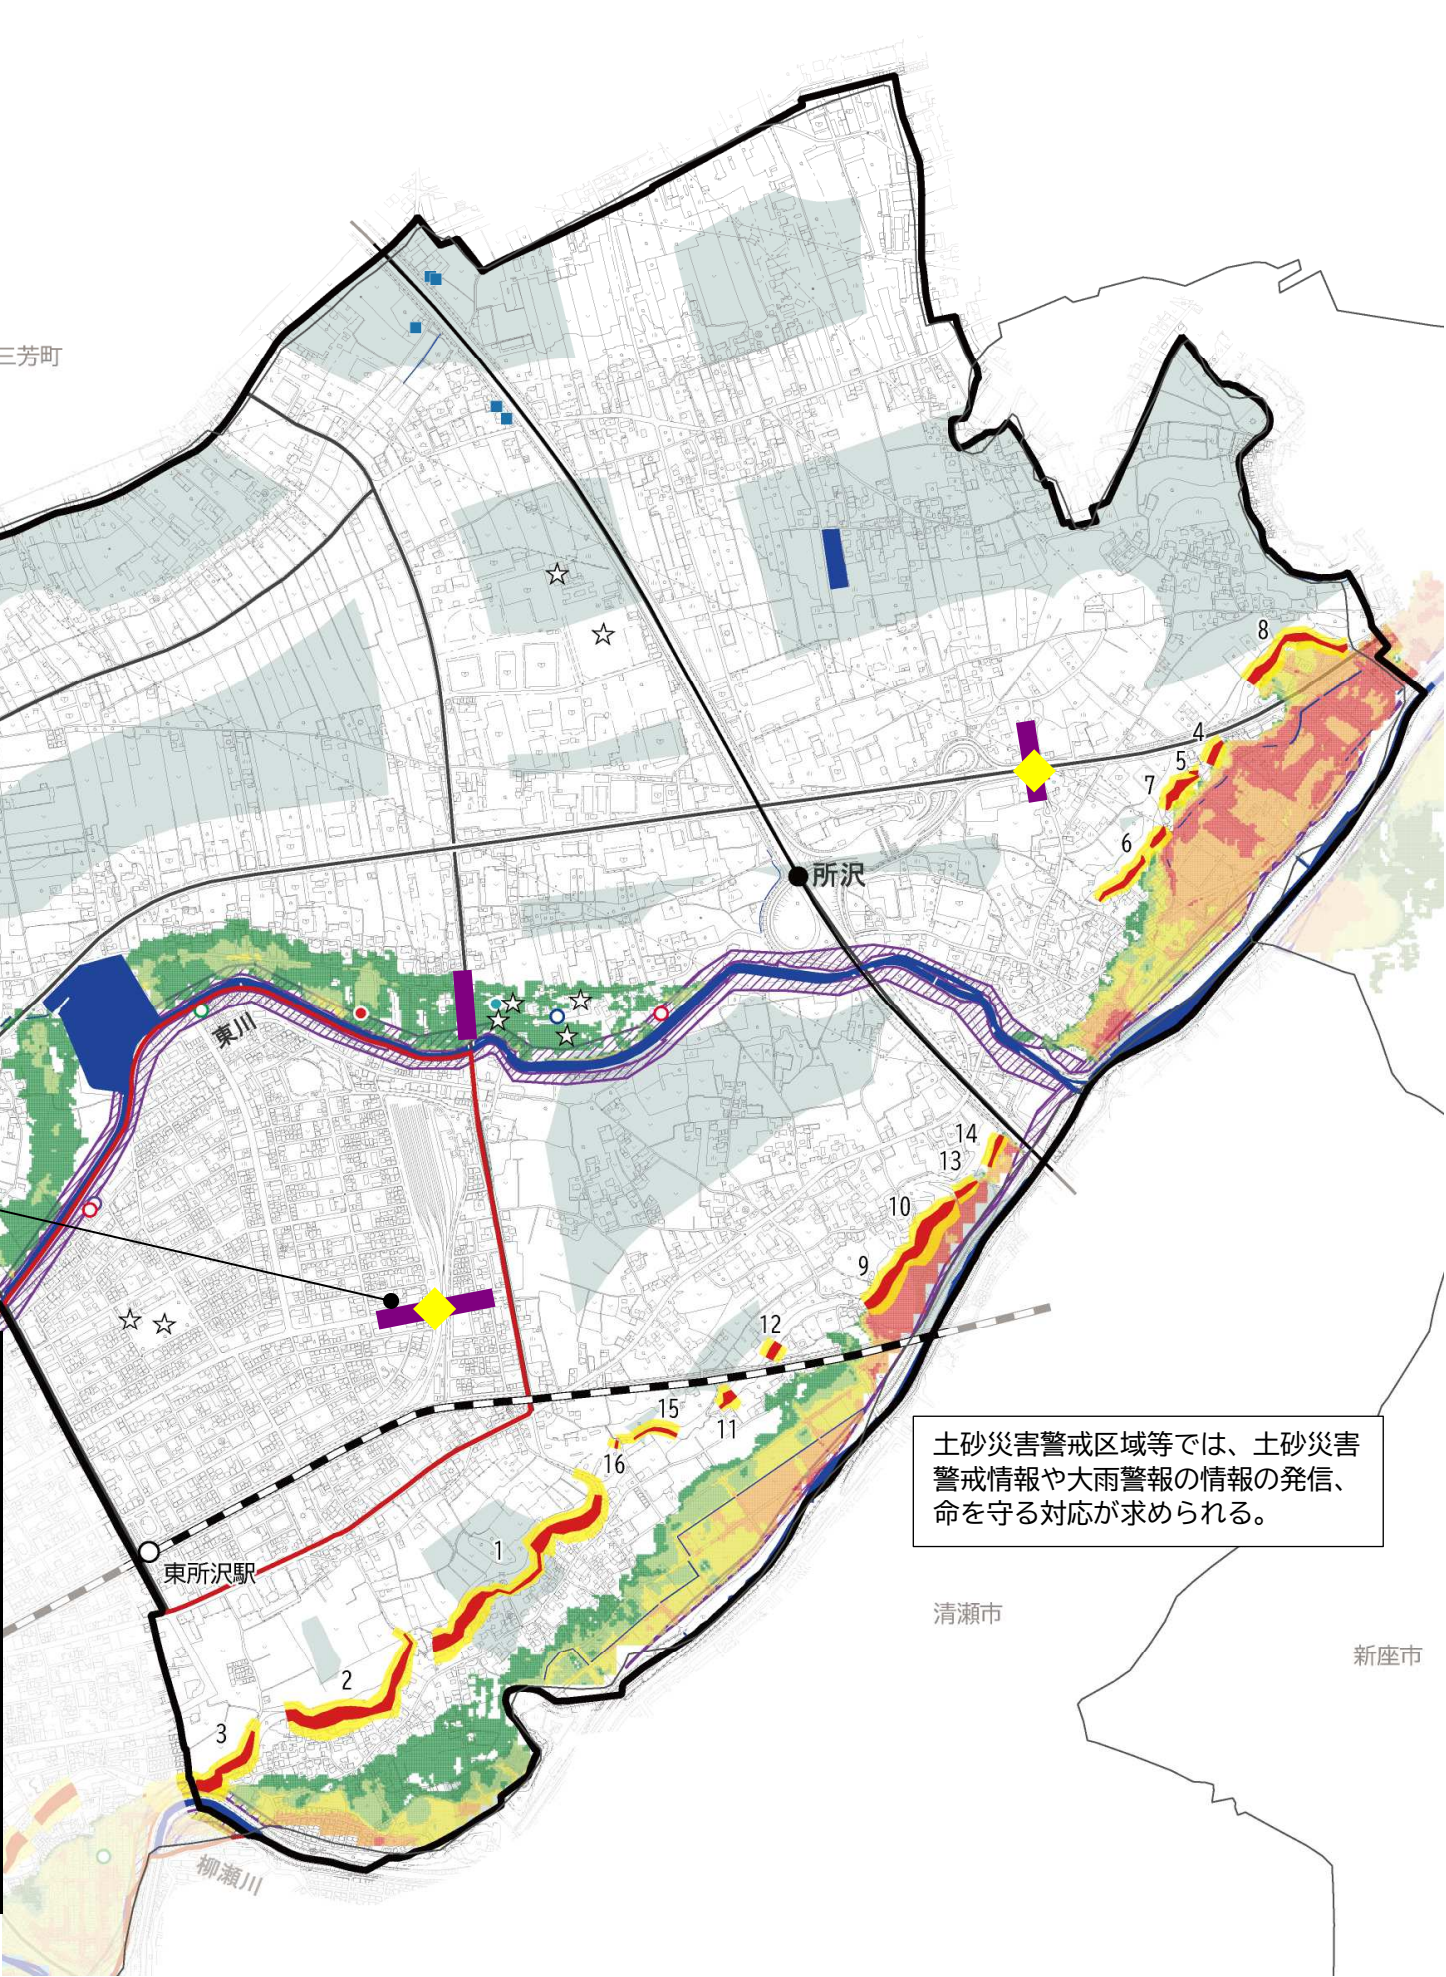 三芳町
8
4
5
7
6
所沢
東川
14
13
10
9
12
15
11
16
土砂災害警戒区域等では、土砂災害
警戒情報や大雨警報の情報の発信、
命を守る対応が求められる。
1
東所沢駅
清瀬市
新座市
2
3
柳瀬川